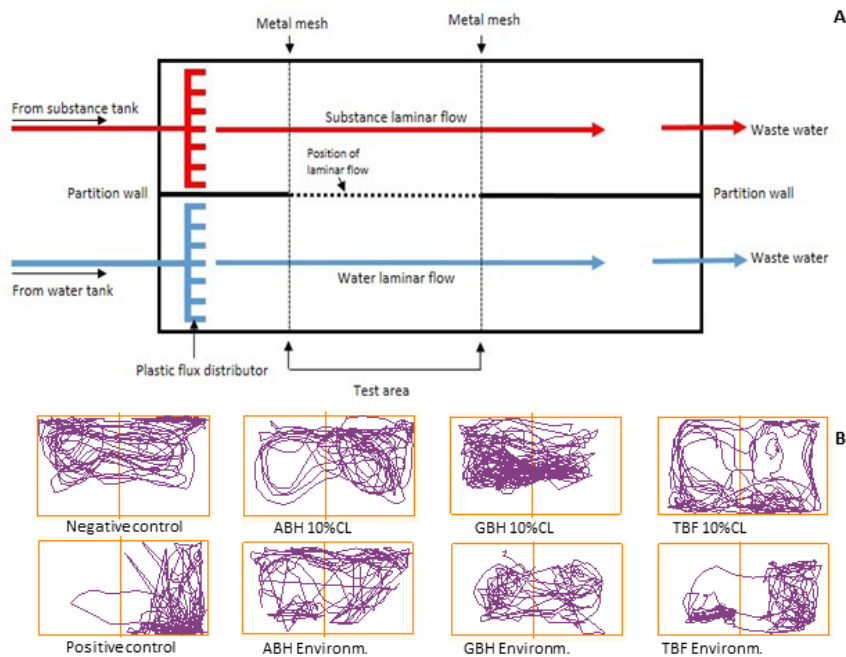 A
Metal mesh
Metal mesh
From substance tank
Substance laminar flow
Waste water
Position of
laminar flow
Partition wall
Partition wall
Water laminar flow
Waste water
From water tank
Plastic flux distributor
Test area
B
Negative control
ABH 10%CL
GBH 10%CL
TBF 10%CL
Positive control
ABH Environm.
GBH Environm.
TBF Environm.